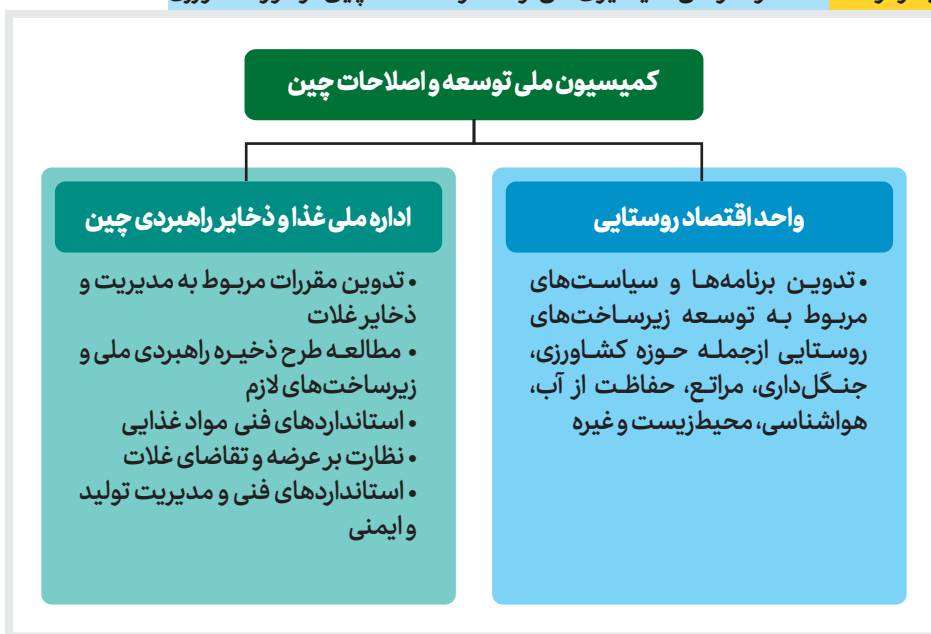 کمیسیون ملی توسعه و اصلاحات چین
واحد اقتصاد روستایی
• تدوین برنامه‌ها و سیاست‌های
مربوط به توسعه زیرساخت‌های
روستایی ازجمله حوزه کشاورزی،
جنگل‌داری، مراتع، حفاظت از آب،
هواشناسی، محیط‌زیست و غیره
اداره ملی غذا و ذخایر راهبردی چین
• تدوین مقررات مربوط به مدیریت و
ذخایر غلات
• مطالعه طرح ذخیره راهبردی ملی و
زیرساخت‌های لازم
• استانداردهای فنی مواد غذایی
• نظارت بر عرضه و تقاضای غلات
• استانداردهای فنی و مدیریت تولید
و ایمنی